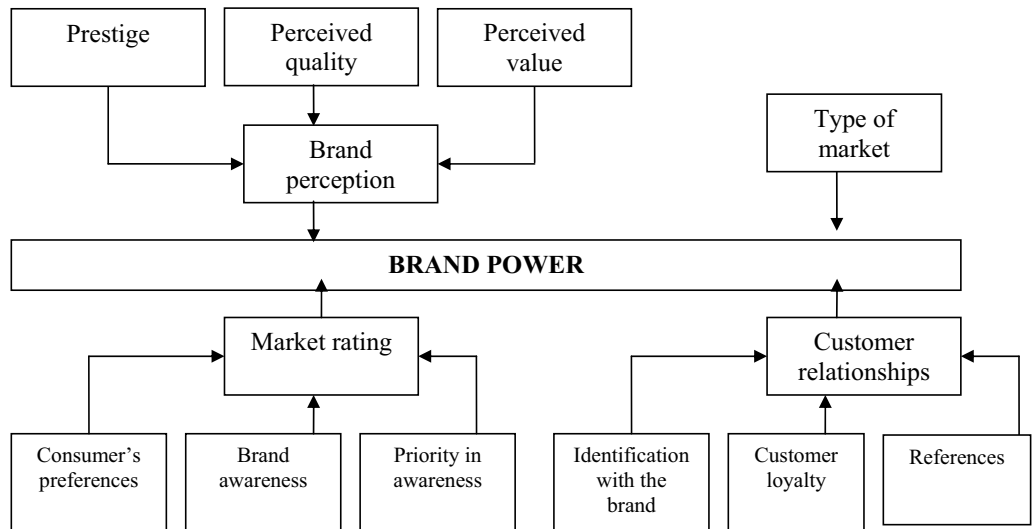 Prestige
Perceived
quality
Perceived
value
Type of
market
Brand
perception
BRAND POWER
Market rating
Customer
relationships
Consumer’s
preferences
Brand
awareness
Priority in
awareness
Identification
with the
brand
Customer
loyalty
References